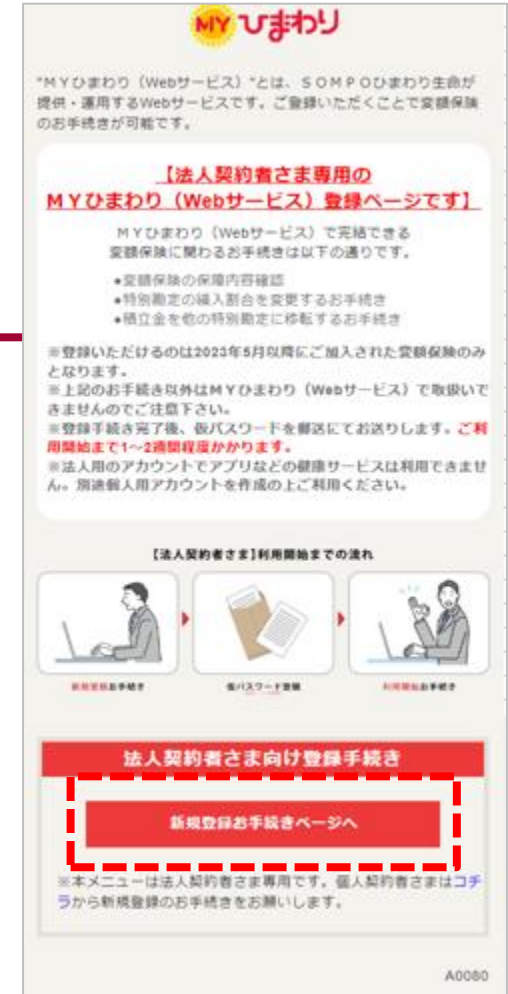 MY ひまわり
"ＭＹひまわり（Webサービス）"とは、ＳＯＭＰＯひまわり生命が
提供・運用するWebサービスです。ご登録いただくことで変額保険
のお手続きが可能です。
【法人契約者さま専用の
ＭＹひまわり（Webサービス）登録ページです】
ＭＹひまわり（Webサービス）で完結できる
変額保険に関わるお手続きは以下の通りです。
●変額保険の保障内容確認
●特別勘定の繰入割合を変更するお手続き
●積立金を他の特別勘定に移転するお手続き
※登録いただけるのは2023年5月以降にご加入された変額保険のみ
となります。
※上記のお手続き以外はＭＹひまわり（Webサービス）で取扱いで
きませんのでご注意下さい。
※登録手続き完了後、仮パスワードを郵送にてお送りします。ご利
用開始まで1～2週間程度かかります。
※法人用のアカウントでアプリなどの健康サービスは利用できませ
ん。別途個人用アカウントを作成の上ご利用ください。
【法人契約者さま】利用開始までの流れ
新規登録お手続き
仮パスワード登録
利用開始お手続き
法人契約者さま向け登録手続き
新規登録お手続きページへ
※本メニューは法人契約者さま専用です。個人契約者さまはコチ
ラから新規登録のお手続きをお願いします。
A0080